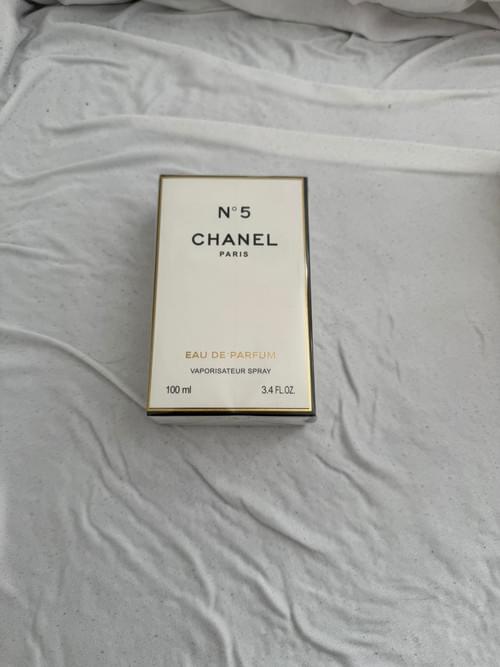 N°5
CHANEL
PARIS
EAU DE PARFUM
VAPORISATEUR SPRAY
100 ml 3.4 FL.OZ.